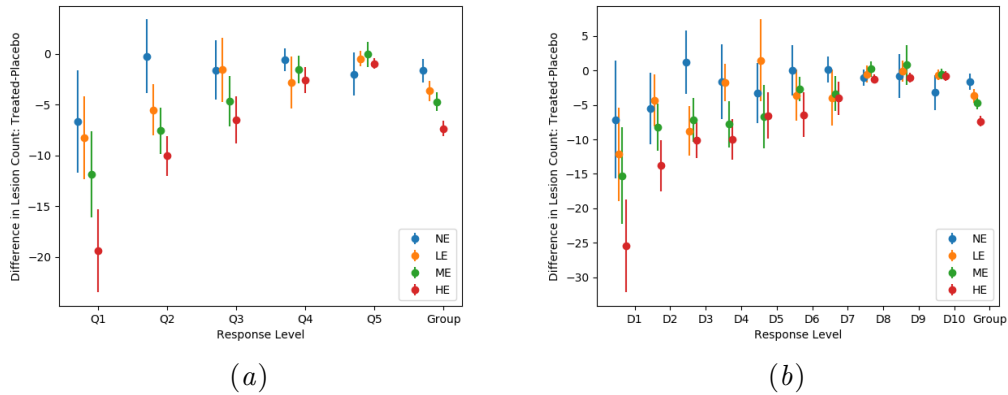 Difference in Lesion Count: Treated-Placebo
0
−5
−10
−15
−20
NE
LE
ME
HE
Q1 Q2 Q3 Q4 Q5 Group
Response Level
(a)
Difference in Lesion Count: Treated-Placebo
5
0
−5
−10
−15
−20
−25
−30
NE
LE
ME
HE
D1 D2 D3 D4 D5 D6 D7 D8 D9 D10 Group
Response Level
(b)